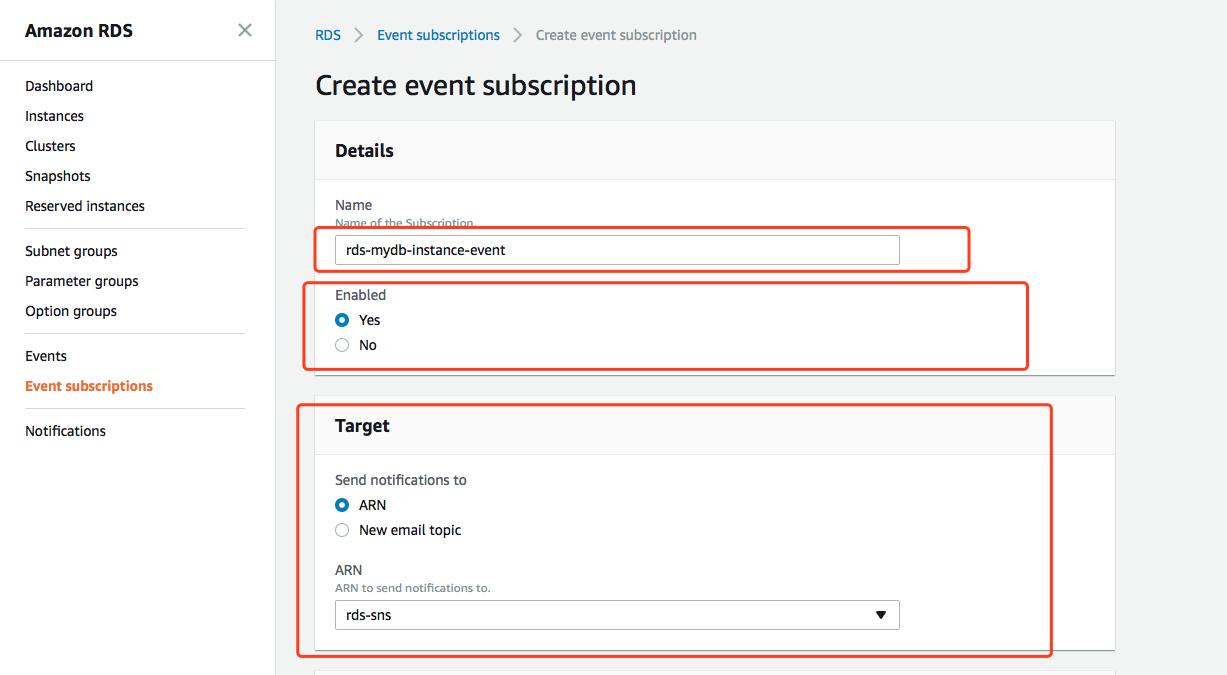 Amazon RDS
Dashboard
Instances
Clusters
Snapshots
Reserved instances
Subnet groups
Parameter groups
Option groups
Events
Event subscriptions
Notifications
RDS Event subscriptions Create event subscription
Create event subscription
Details
Name
Name of the Subscription.
rds-mydb-instance-event
Enabled
Yes
No
Target
Send notifications to
ARN
New email topic
ARN
ARN to send notifications to.
rds-sns